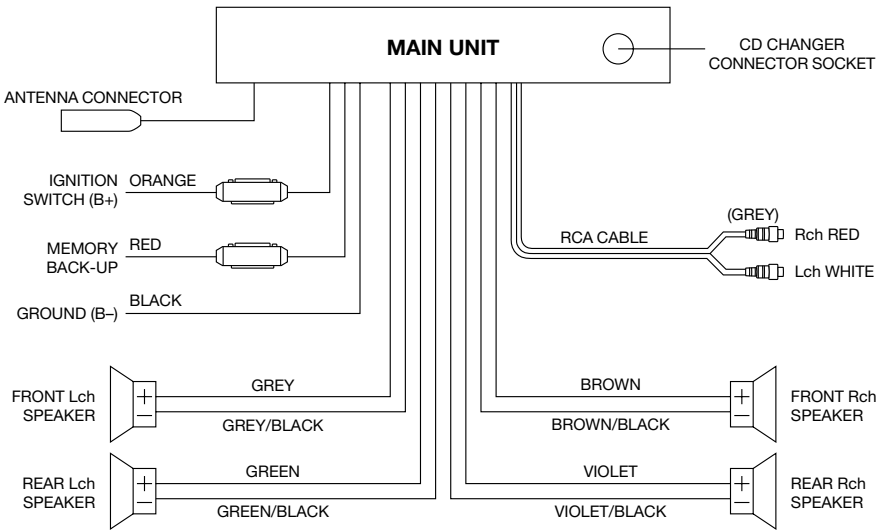 MAIN UNIT
CD CHANGER
CONNECTOR SOCKET
ANTENNA CONNECTOR
IGNITION
SWITCH (B+)
ORANGE
MEMORY
BACK-UP
RED
GROUND (B–)
BLACK
RCA CABLE
(GREY)
Rch RED
Lch WHITE
FRONT Lch
SPEAKER
+
–
GREY
GREY/BLACK
BROWN
BROWN/BLACK
+
–
FRONT Rch
SPEAKER
REAR Lch
SPEAKER
+
–
GREEN
GREEN/BLACK
VIOLET
VIOLET/BLACK
+
–
REAR Rch
SPEAKER